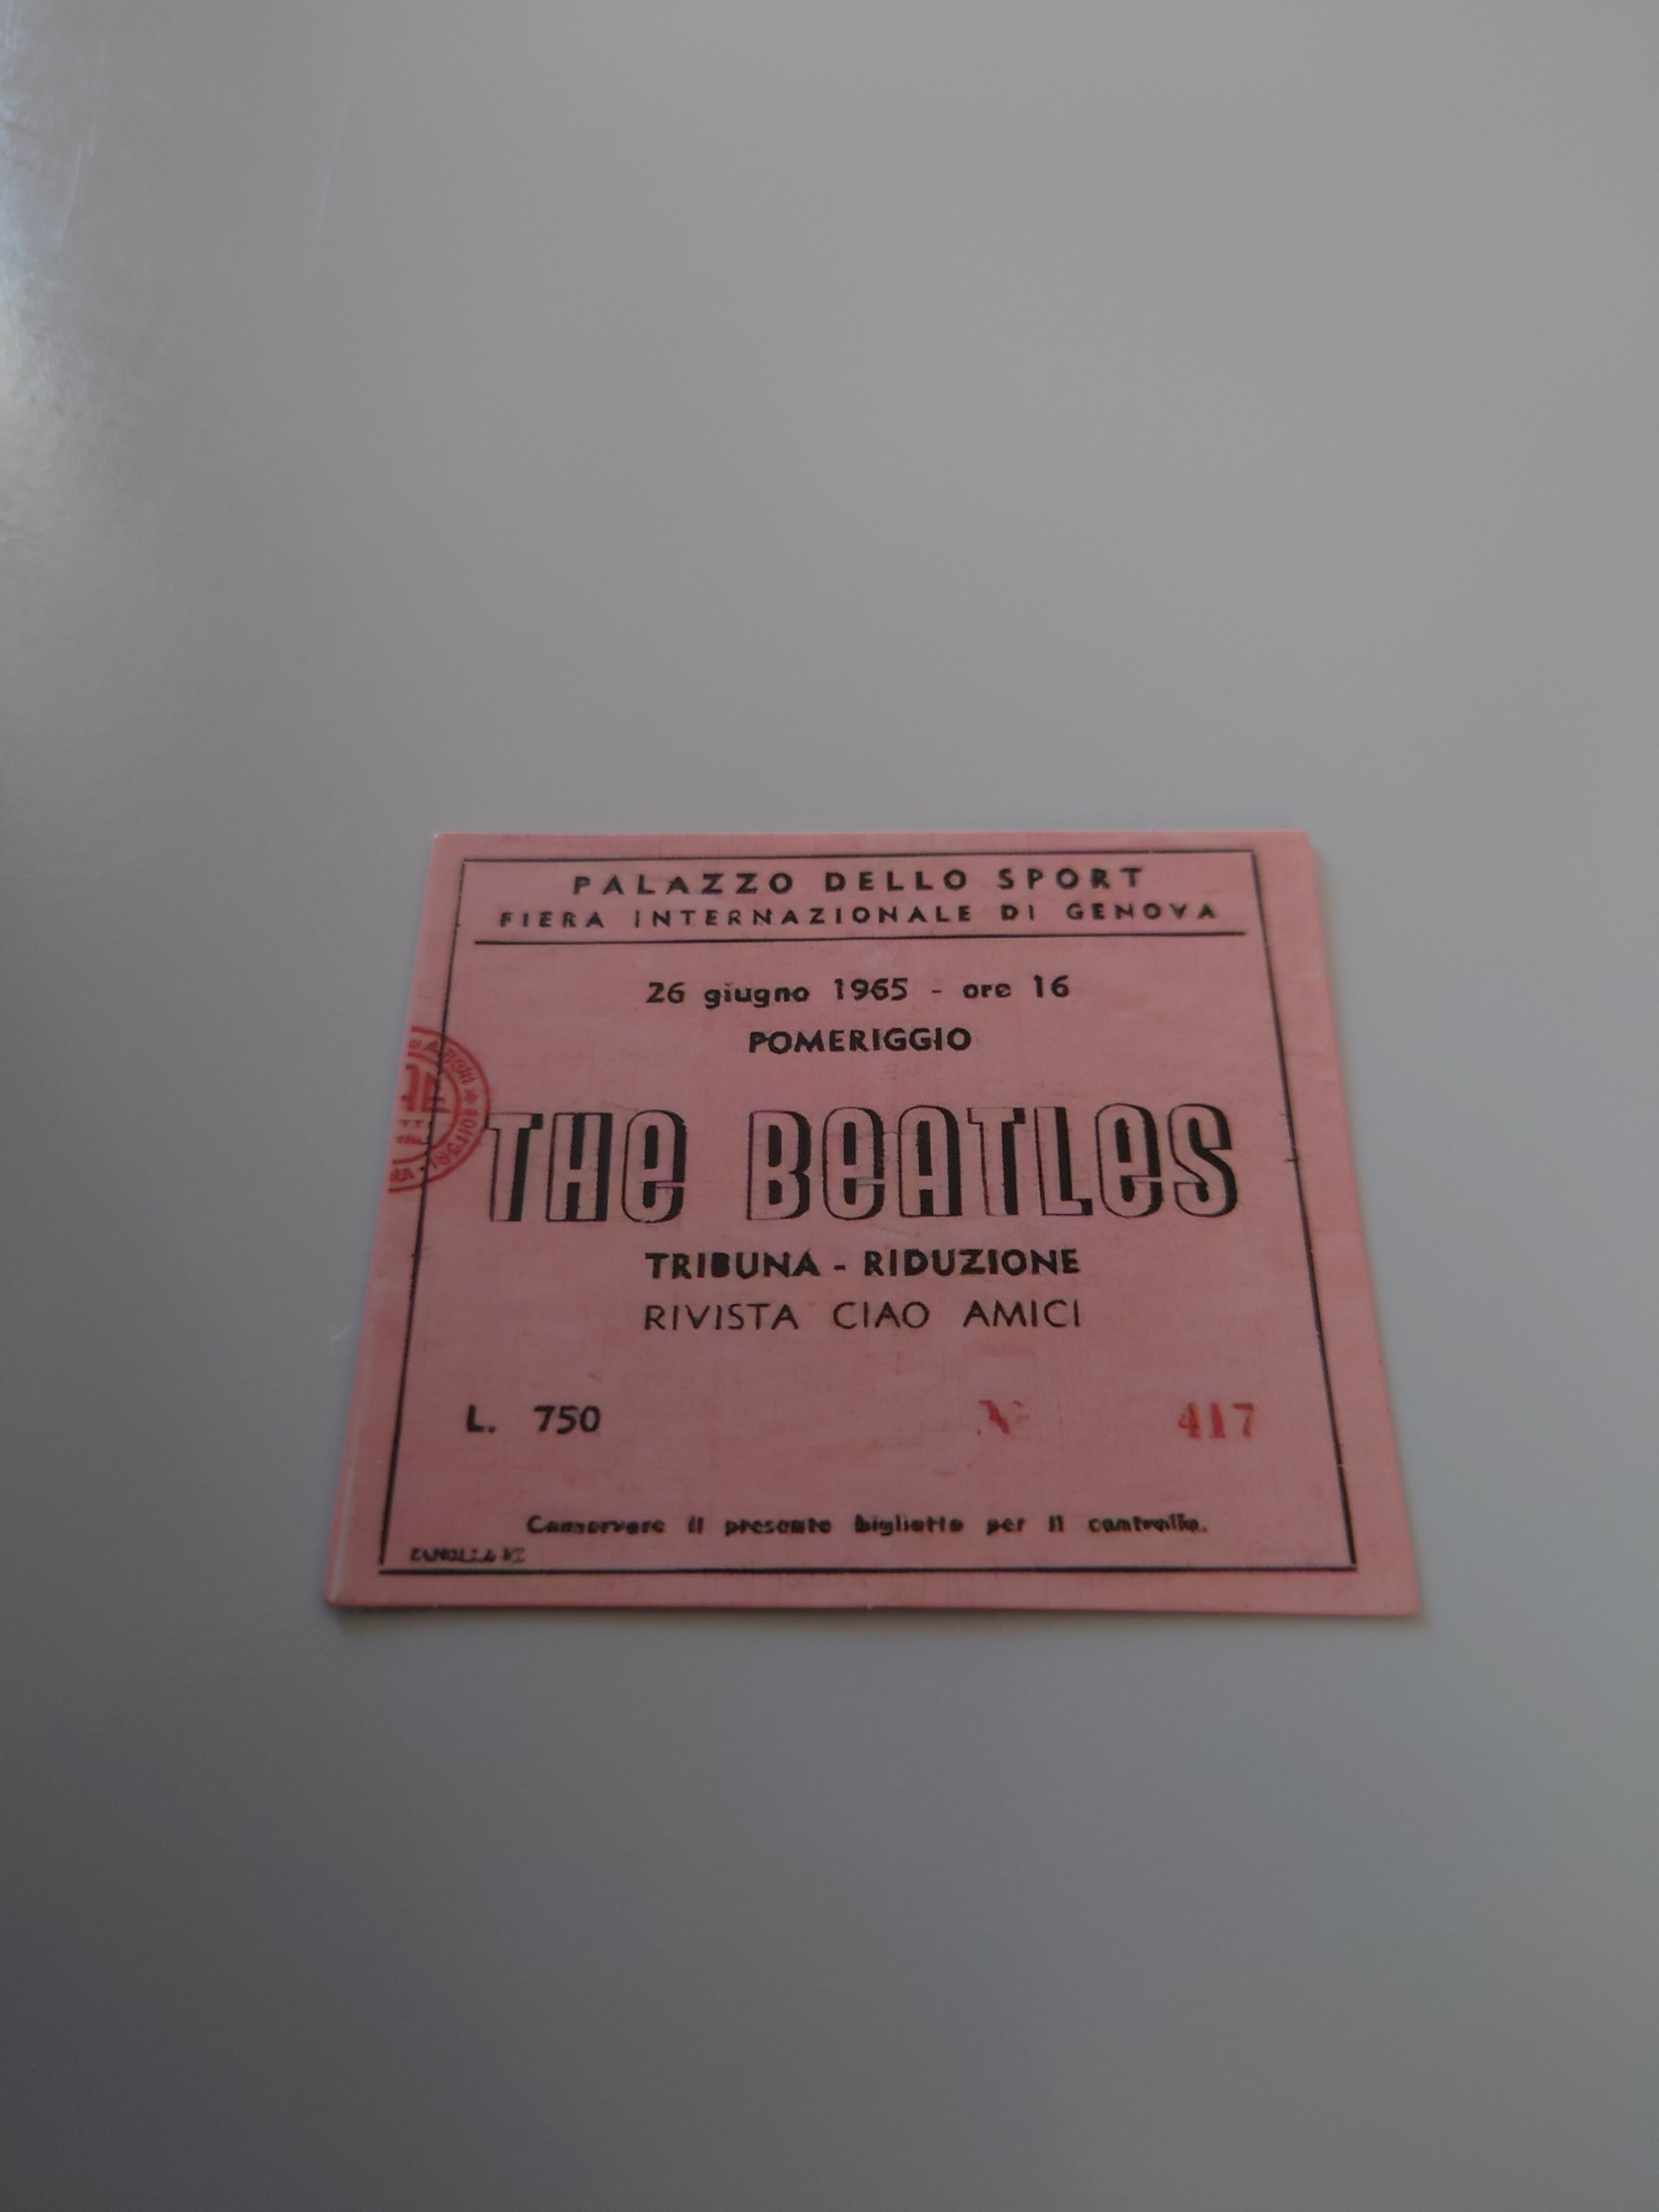 PALAZZO DELLO SPORT
FIERA INTERNAZIONALE DI GENOVA
26 giugno 1965 - ore 16
POMERIGGIO
THe BeATLeS
TRIBUNA - RIDUZIONE
RIVISTA CIAO AMICI
L. 750 N° 417
Conservare il presente biglietto per il controllo.